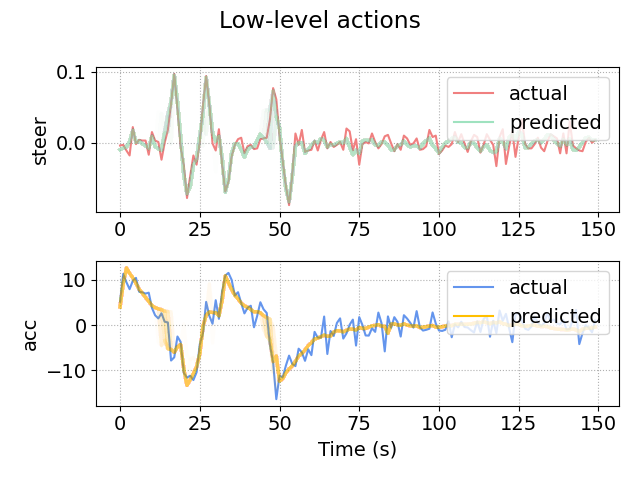 Low-level actions
0.1
0.0
steer
actual
predicted
0 25 50 75 100 125 150
10
0
−10
acc
actual
predicted
0 25 50 75 100 125 150
Time (s)